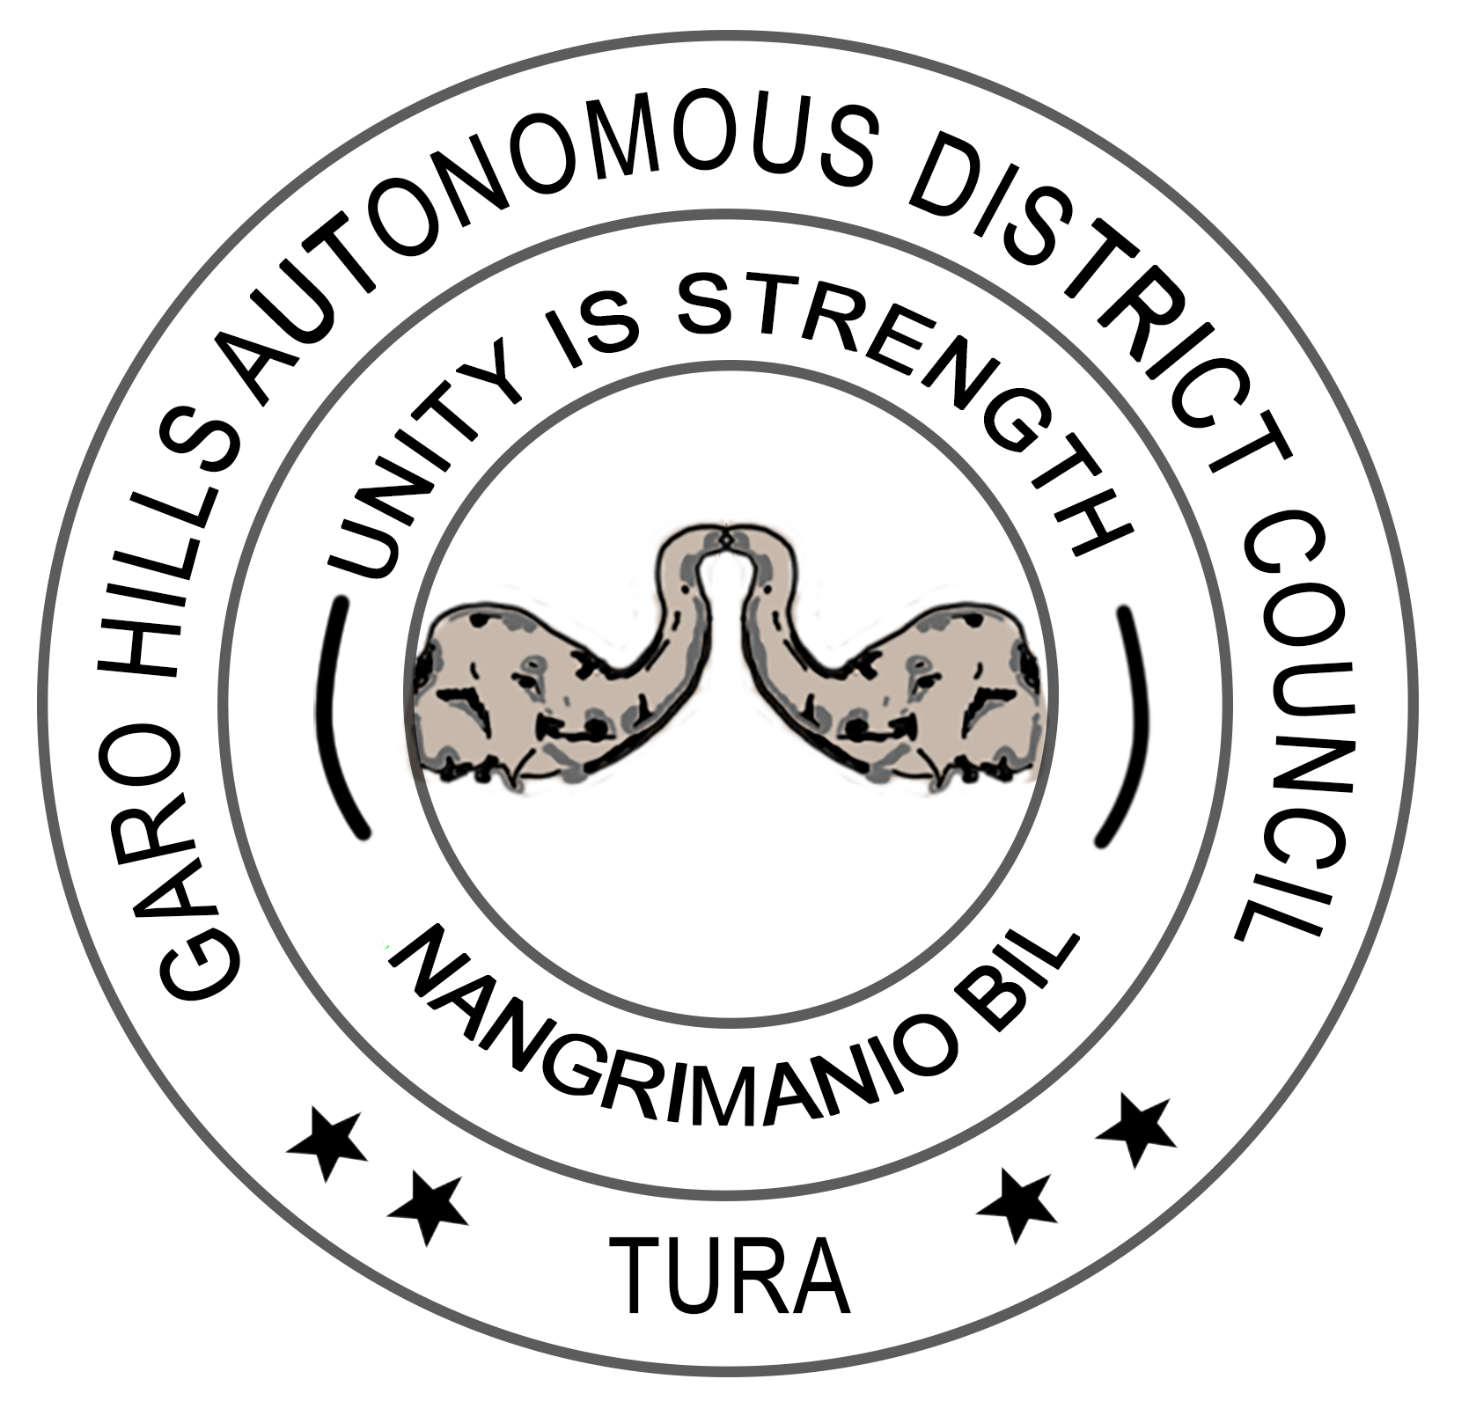 GARO HILLS AUTONOMOUS DISTRICT COUNCIL
UNITY IS STRENGTH
NANGRIMANIO BIL
TURA